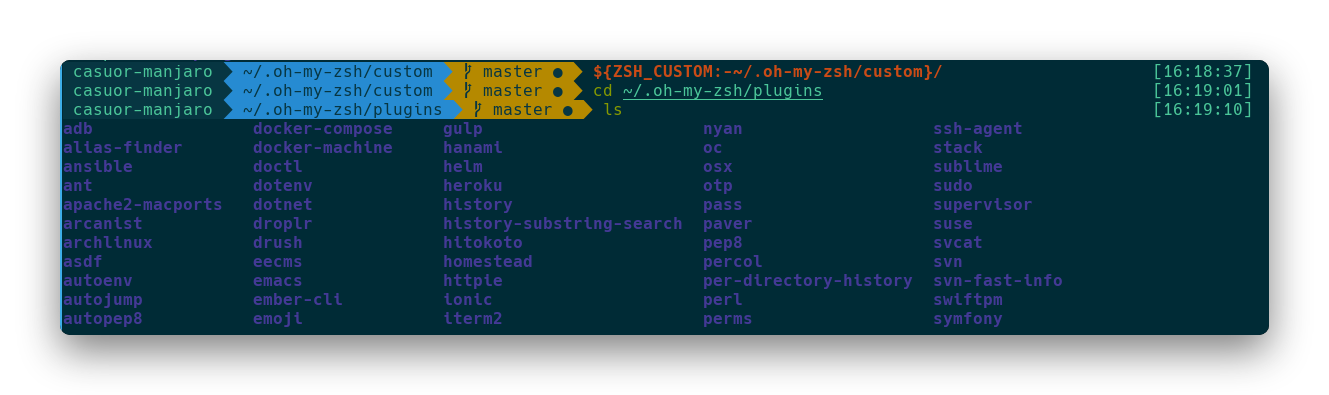 casuor-manjaro ~/.oh-my-zsh/custom master ● ${ZSH_CUSTOM:-~/.oh-my-zsh/custom}/ [16:18:37]
casuor-manjaro ~/.oh-my-zsh/custom master ● cd ~/.oh-my-zsh/plugins [16:19:01]
casuor-manjaro ~/.oh-my-zsh/plugins master ● ls [16:19:10]
adb docker-compose gulp nyan ssh-agent
alias-finder docker-machine hanami oc stack
ansible doctl helm osx sublime
ant dotenv heroku otp sudo
apache2-macports dotnet history pass supervisor
arcanist droplr history-substring-search paver suse
archlinux drush hitokoto pep8 svcat
asdf eecms homestead percol svn
autoenv emacs httpie per-directory-history svn-fast-info
autojump ember-cli ionic perl swiftpm
autopep8 emoji iterm2 perms symfony